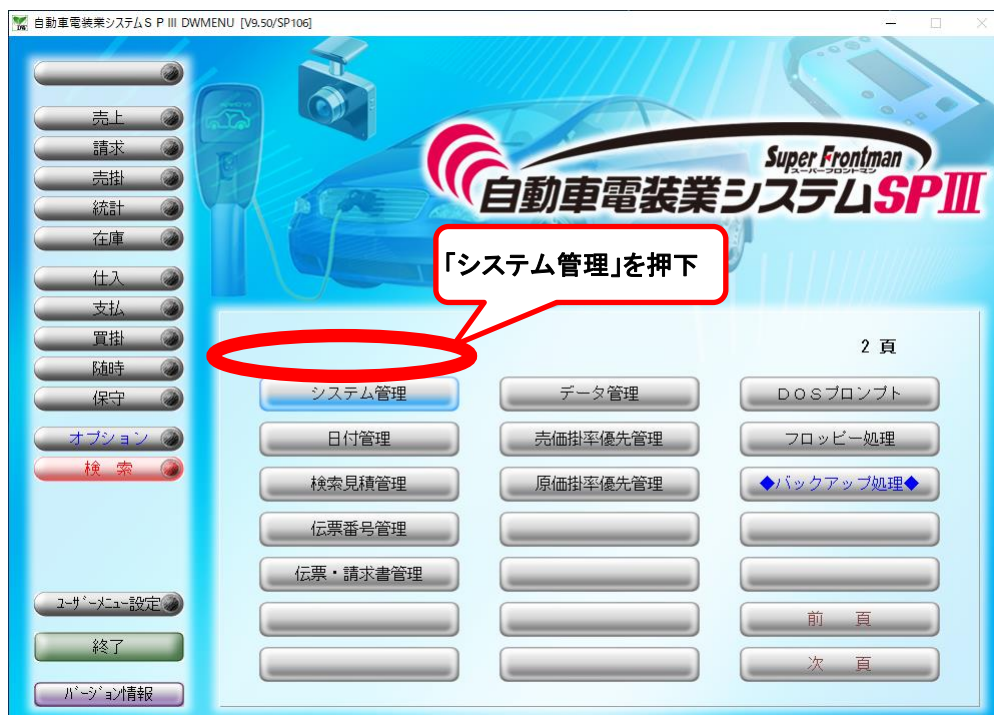 自動車電装業システムＳＰⅢ DWMENU [V9.50/SP106]
Super Frontman
スーパーフロントマン
自動車電装業システムSPⅢ
売上
請求
売掛
統計
在庫
仕入
支払
買掛
随時
保守
オプション
検 索
ﾕｰｻﾞｰﾒﾆｭｰ設定
終了
ﾊﾞｰｼﾞｮﾝ情報
「システム管理」を押下
2 頁
システム管理 データ管理 ＤＯＳプロンプト
日付管理 売価掛率優先管理 フロッピー処理
検索見積管理 原価掛率優先管理 ◆バックアップ処理◆
伝票番号管理
伝票・請求書管理
前 頁
次 頁